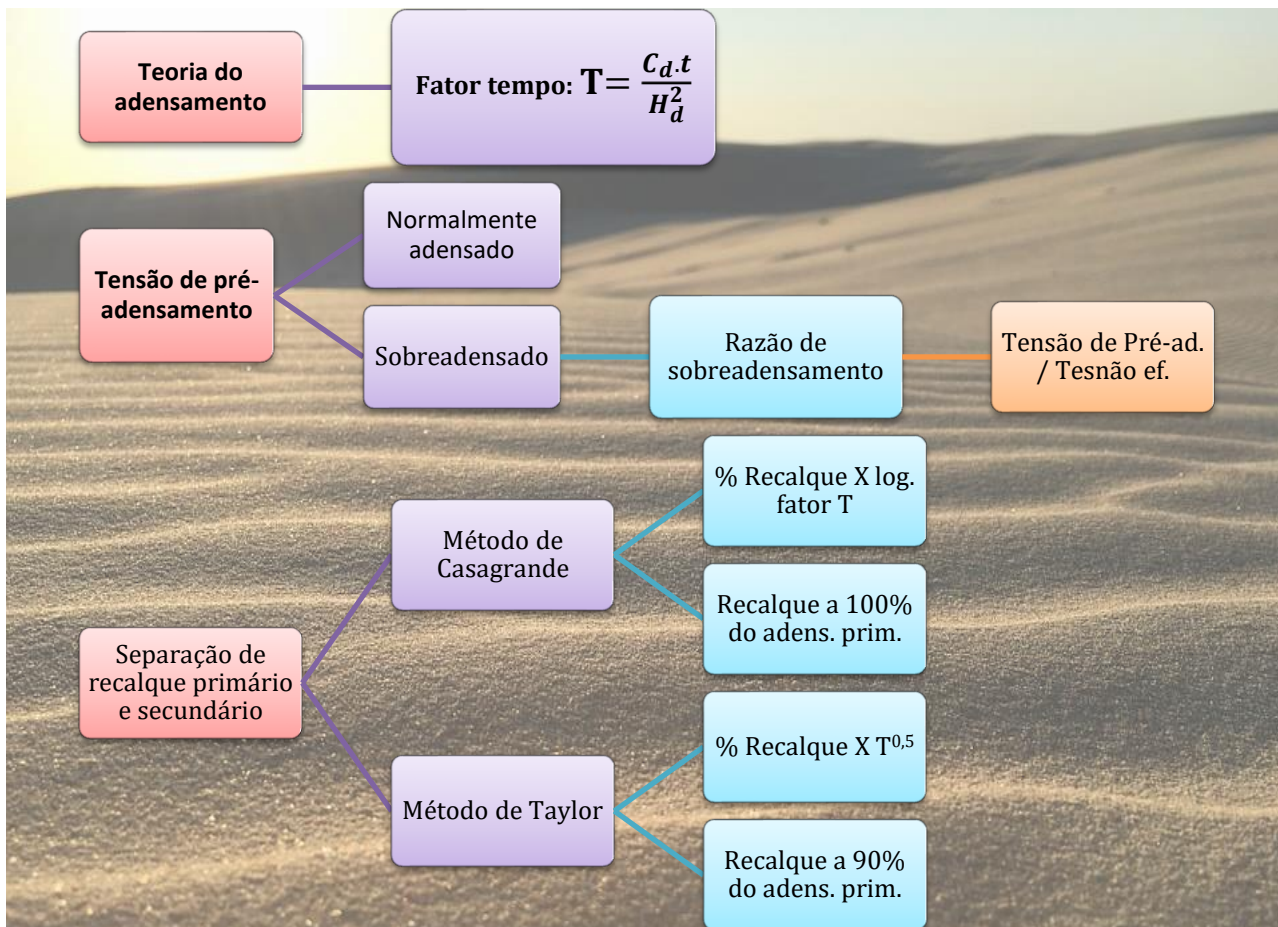 Teoria do
adensamento
Fator tempo: T= C_d.t / H_d^2
Tensão de pré-
adensamento
Normalmente
adensado
Sobreadensado
Razão de
sobreadensamento
Tensão de Pré-ad.
/ Tesnão ef.
Separação de
recalque primário
e secundário
Método de
Casagrande
% Recalque X log.
fator T
Recalque a 100%
do adens. prim.
Método de Taylor
% Recalque X T^0,5
Recalque a 90%
do adens. prim.